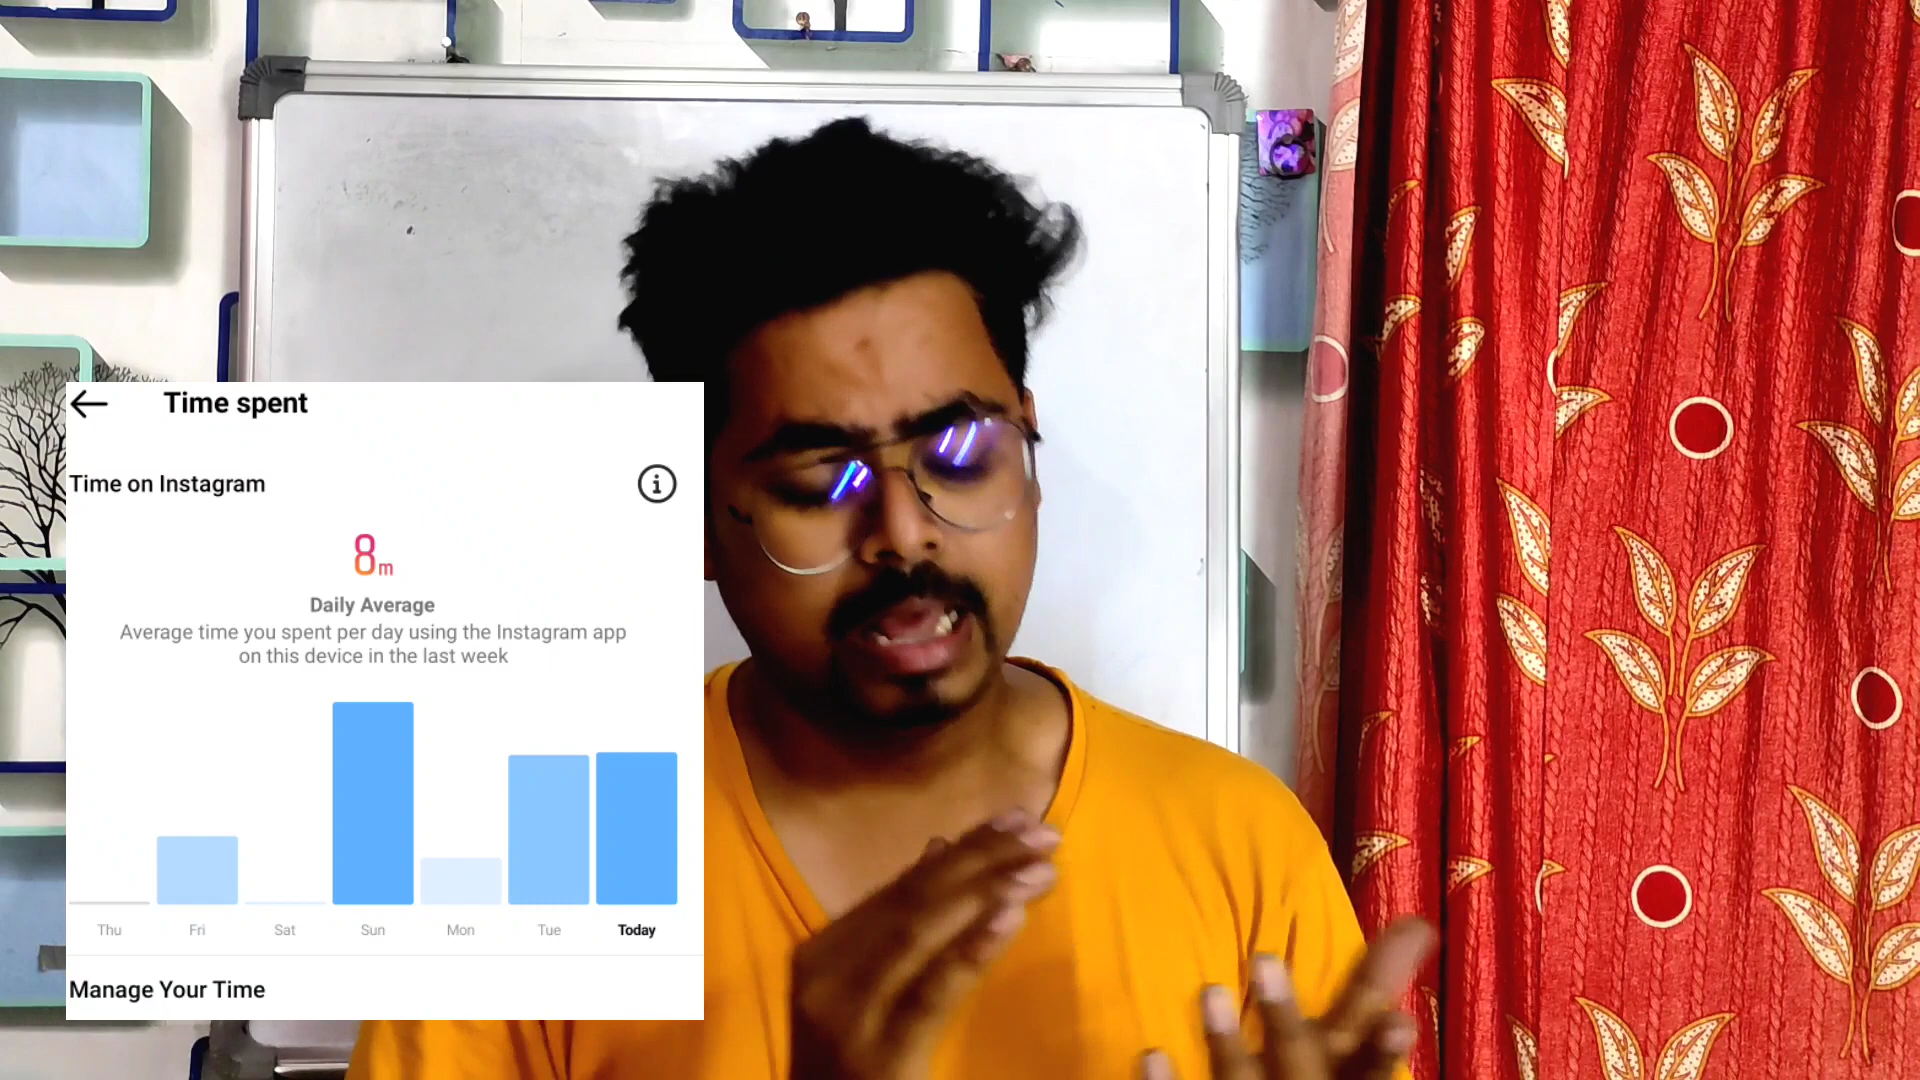 Time spent
Time on Instagram
8m
Daily Average
Average time you spent per day using the Instagram app
on this device in the last week
Thu Fri Sat Sun Mon Tue Today
Manage Your Time